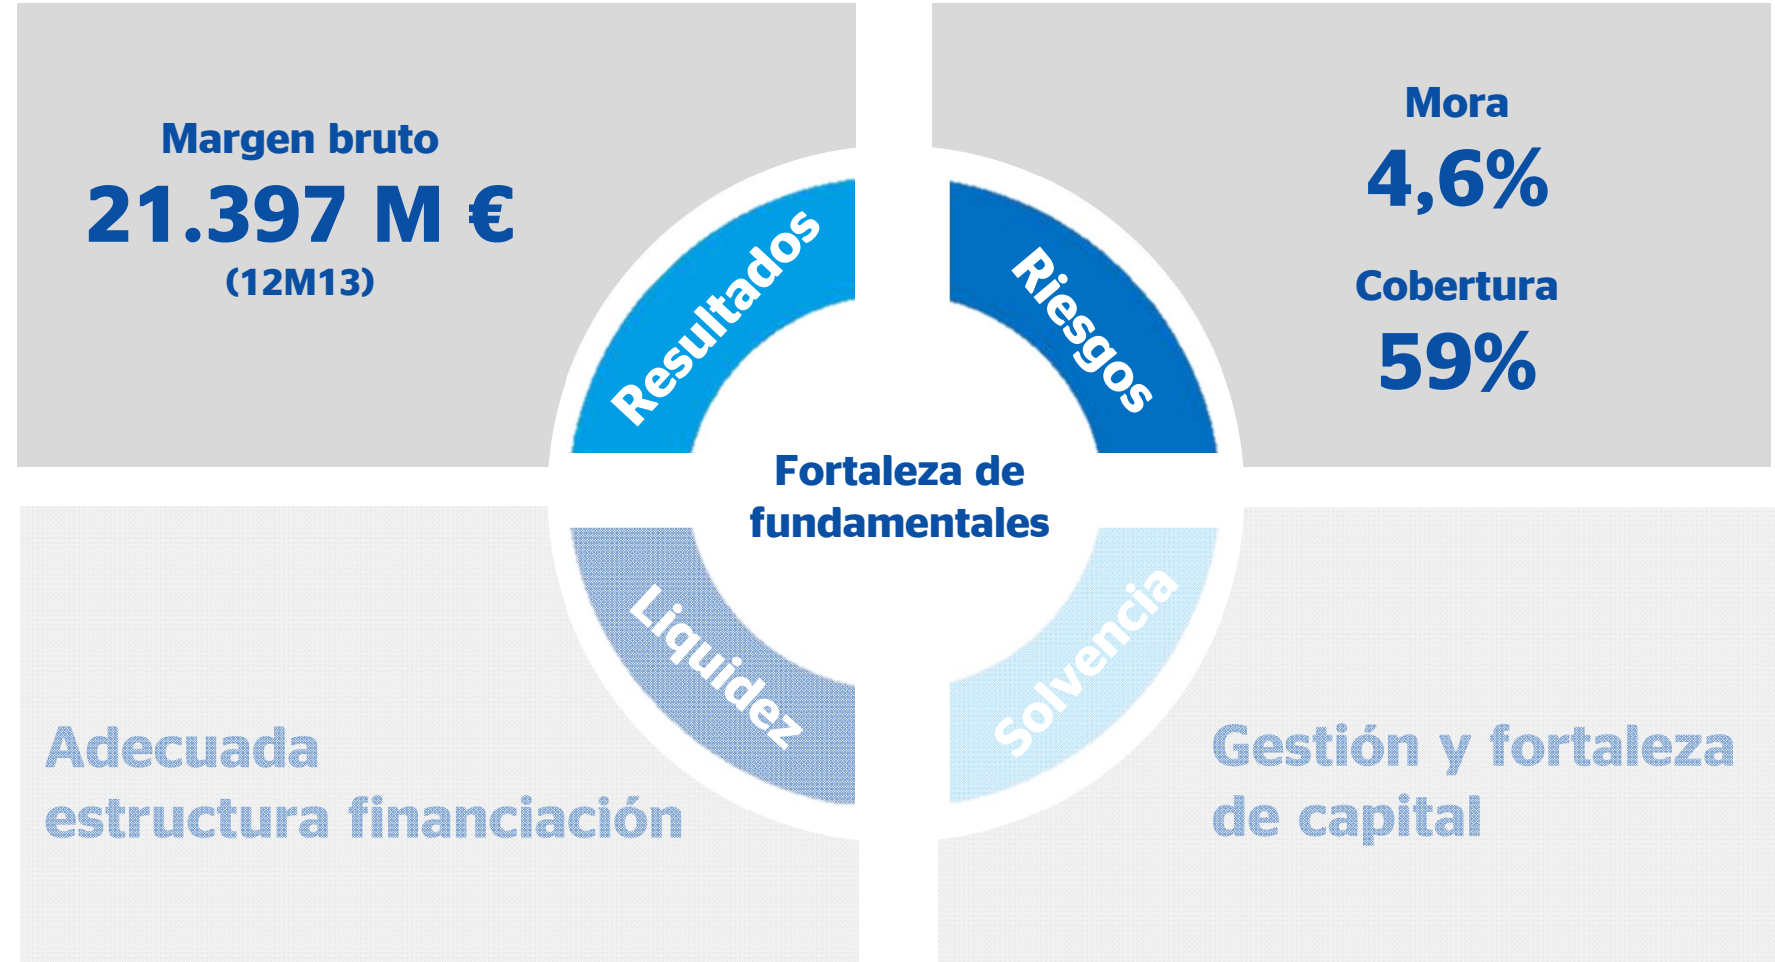 Margen bruto
21.397 M €
(12M13)
Mora
4,6%
Cobertura
59%
Resultados
Riesgos
Fortaleza de
fundamentales
Liquidez
Solvencia
Adecuada
estructura financiación
Gestión y fortaleza
de capital